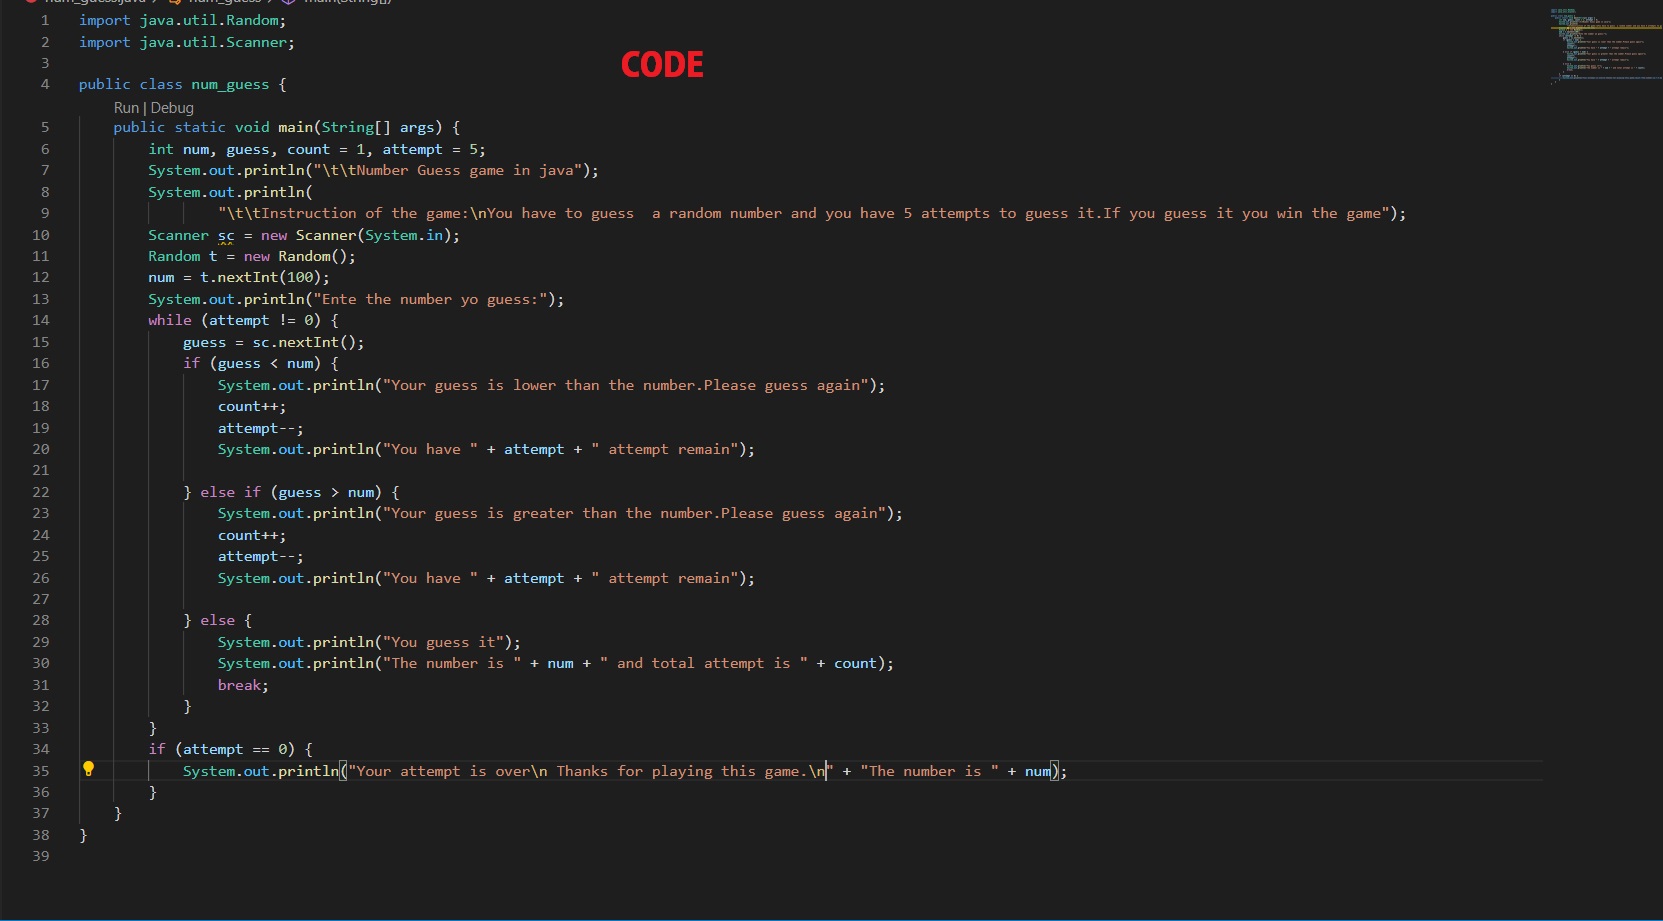 num_guess.java > num_guess > main(String[])
1 import java.util.Random;
2 import java.util.Scanner;
CODE
3
4 public class num_guess {
Run | Debug
5 public static void main(String[] args) {
6 int num, guess, count = 1, attempt = 5;
7 System.out.println("\t\tNumber Guess game in java");
8 System.out.println(
9 "\t\tInstruction of the game:\nYou have to guess  a random number and you have 5 attempts to guess it.If you guess it you win the game");
10 Scanner sc = new Scanner(System.in);
11 Random t = new Random();
12 num = t.nextInt(100);
13 System.out.println("Ente the number yo guess:");
14 while (attempt != 0) {
15 guess = sc.nextInt();
16 if (guess < num) {
17 System.out.println("Your guess is lower than the number.Please guess again");
18 count++;
19 attempt--;
20 System.out.println("You have " + attempt + " attempt remain");
21
22 } else if (guess > num) {
23 System.out.println("Your guess is greater than the number.Please guess again");
24 count++;
25 attempt--;
26 System.out.println("You have " + attempt + " attempt remain");
27
28 } else {
29 System.out.println("You guess it");
30 System.out.println("The number is " + num + " and total attempt is " + count);
31 break;
32 }
33 }
34 if (attempt == 0) {
35 System.out.println("Your attempt is over\n Thanks for playing this game.\n" + "The number is " + num);
36 }
37 }
38 }
39